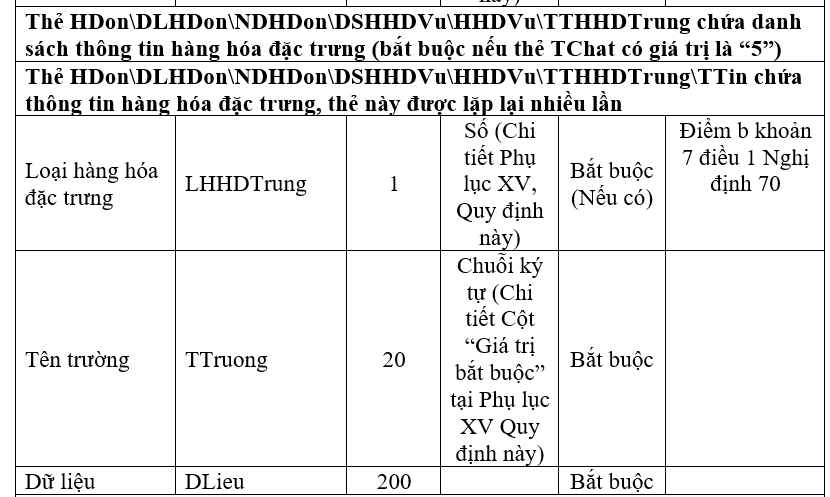 Thẻ HDon\DLHDon\NDHDon\DSHHDVu\HHDVu\TTHHDTrung chứa danh
sách thông tin hàng hóa đặc trưng (bắt buộc nếu thẻ TChat có giá trị là “5”)
Thẻ HDon\DLHDon\NDHDon\DSHHDVu\HHDVu\TTHHDTrung\TTin chứa
thông tin hàng hóa đặc trưng, thẻ này được lặp lại nhiều lần
Loại hàng hóa
đặc trưng
LHHDTrung
1
Số (Chi
tiết Phụ
lục XV,
Quy định
này)
Bắt buộc
(Nếu có)
Điểm b khoản
7 điều 1 Nghị
định 70
Tên trường
TTruong
20
Chuỗi ký
tự (Chi
tiết Cột
“Giá trị
bắt buộc”
tại Phụ lục
XV Quy
định này)
Bắt buộc
Dữ liệu
DLieu
200
Bắt buộc